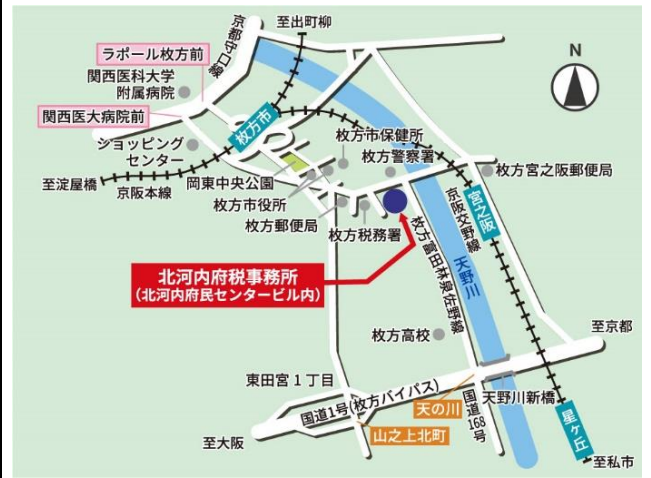 至出町柳
京都守口線
ラポール枚方前
関西医科大学
附属病院
関西医大病院前
枚方市
N
ショッピング
センター
枚方市保健所
枚方警察署
枚方宮之阪郵便局
至淀屋橋
京阪本線
岡東中央公園
枚方市役所
枚方郵便局
枚方税務署
宮之阪
京阪交野線
天野川
枚方富田林泉佐野線
北河内府税事務所
(北河内府民センタービル内)
枚方高校
至京都
東田宮1丁目
国道1号(枚方バイパス)
天の川
国道168号
天野川新橋
星ヶ丘
山之上北町
至大阪
至私市